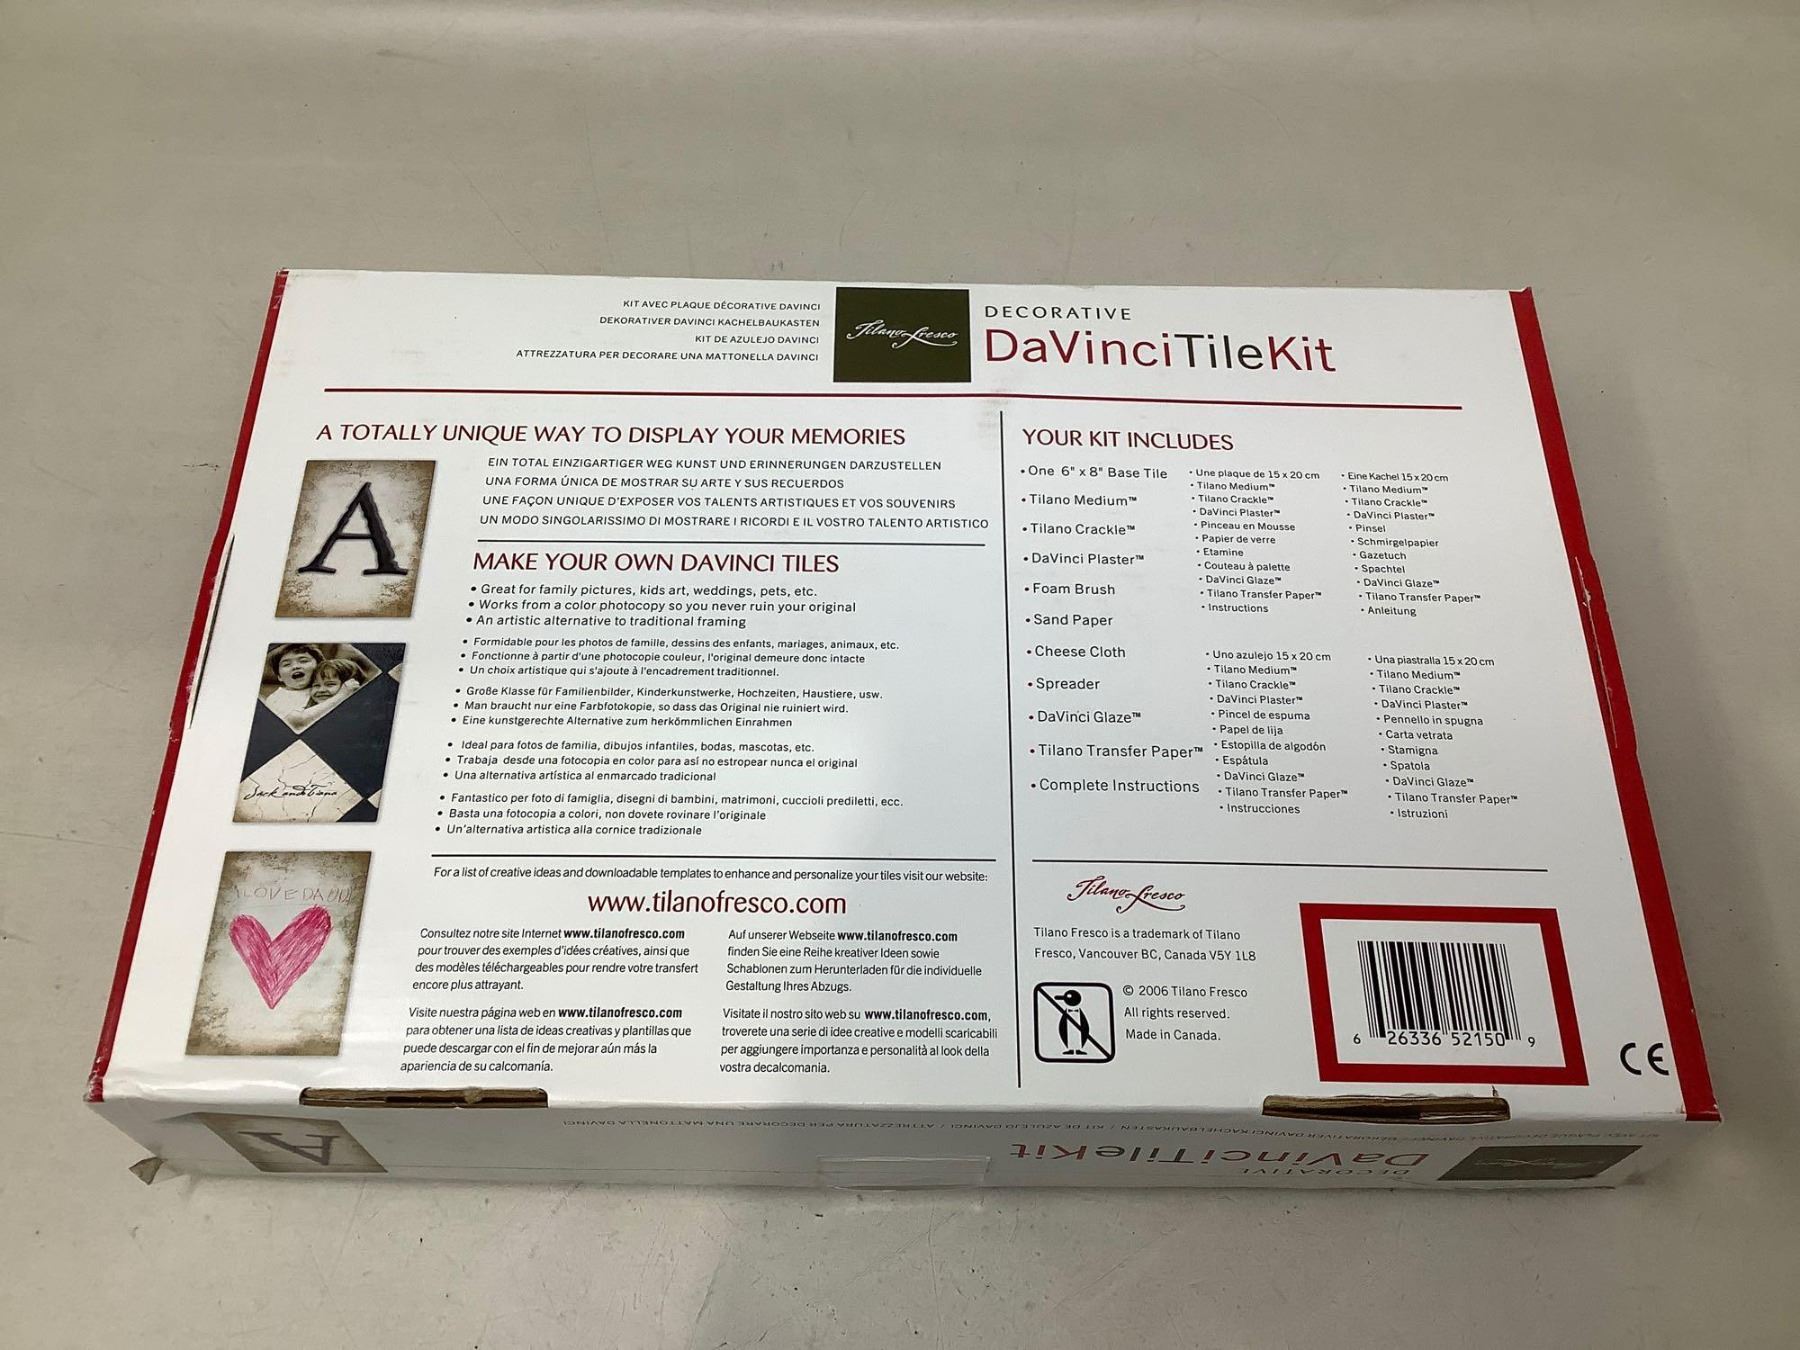 KIT AVEC PLAQUE DÉCORATIVE DAVINCI
DEKORATIVER DAVINCI KACHELBAUKASTEN
KIT DE AZULEJO DAVINCI
ATTREZZATURA PER DECORARE UNA MATTONELLA DAVINCI
Tilano Fresco
DECORATIVE
DaVinciTileKit
A TOTALLY UNIQUE WAY TO DISPLAY YOUR MEMORIES
EIN TOTAL EINZIGARTIGER WEG KUNST UND ERINNERUNGEN DARZUSTELLEN
UNA FORMA ÚNICA DE MOSTRAR SU ARTE Y SUS RECUERDOS
UNE FAÇON UNIQUE D'EXPOSER VOS TALENTS ARTISTIQUES ET VOS SOUVENIRS
UN MODO SINGOLARISSIMO DI MOSTRARE I RICORDI E IL VOSTRO TALENTO ARTISTICO
A
MAKE YOUR OWN DAVINCI TILES
• Great for family pictures, kids art, weddings, pets, etc.
• Works from a color photocopy so you never ruin your original
• An artistic alternative to traditional framing
• Formidable pour les photos de famille, dessins des enfants, mariages, animaux, etc.
• Fonctionne à partir d'une photocopie couleur, l'original demeure donc intacte
• Un choix artistique qui s'ajoute à l'encadrement traditionnel.
• Große Klasse für Familienbilder, Kinderkunstwerke, Hochzeiten, Haustiere, usw.
• Man braucht nur eine Farbfotokopie, so dass das Original nie ruiniert wird.
• Eine kunstgerechte Alternative zum herkömmlichen Einrahmen
• Ideal para fotos de familia, dibujos infantiles, bodas, mascotas, etc.
• Trabaja desde una fotocopia en color para así no estropear nunca el original
• Una alternativa artística al enmarcado tradicional
• Fantastico per foto di famiglia, disegni di bambini, matrimoni, cuccioli prediletti, ecc.
• Basta una fotocopia a colori, non dovete rovinare l'originale
• Un'alternativa artistica alla cornice tradizionale
Jack and
I LOVE DA
For a list of creative ideas and downloadable templates to enhance and personalize your tiles visit our website:
www.tilanofresco.com
Consultez notre site Internet www.tilanofresco.com
pour trouver des exemples d'idées créatives, ainsi que
des modèles téléchargeables pour rendre votre transfert
encore plus attrayant.
Auf unserer Webseite www.tilanofresco.com
finden Sie eine Reihe kreativer Ideen sowie
Schablonen zum Herunterladen für die individuelle
Gestaltung Ihres Abzugs.
Visite nuestra página web en www.tilanofresco.com
para obtener una lista de ideas creativas y plantillas que
puede descargar con el fin de mejorar aún más la
apariencia de su calcomanía.
Visitate il nostro sito web su www.tilanofresco.com,
troverete una serie di idee creative e modelli scaricabili
per aggiungere importanza e personalità al look della
vostra decalcomania.
YOUR KIT INCLUDES
• One 6" x 8" Base Tile
• Tilano Medium™
• Tilano Crackle™
• DaVinci Plaster™
• Foam Brush
• Sand Paper
• Cheese Cloth
• Spreader
• DaVinci Glaze™
• Tilano Transfer Paper™
• Complete Instructions
• Une plaque de 15 x 20 cm
• Tilano Medium™
• Tilano Crackle™
• DaVinci Plaster™
• Pinceau en Mousse
• Papier de verre
• Etamine
• Couteau à palette
• DaVinci Glaze™
• Tilano Transfer Paper™
• Instructions
• Eine Kachel 15 x 20 cm
• Tilano Medium™
• Tilano Crackle™
• DaVinci Plaster™
• Pinsel
• Schmirgelpapier
• Gazetuch
• Spachtel
• DaVinci Glaze™
• Tilano Transfer Paper™
• Anleitung
• Uno azulejo 15 x 20 cm
• Tilano Medium™
• Tilano Crackle™
• DaVinci Plaster™
• Pincel de espuma
• Papel de lija
• Estopilla de algodón
• Espátula
• DaVinci Glaze™
• Tilano Transfer Paper™
• Instrucciones
• Una piastralla 15 x 20 cm
• Tilano Medium™
• Tilano Crackle™
• DaVinci Plaster™
• Pennello in spugna
• Carta vetrata
• Stamigna
• Spatola
• DaVinci Glaze™
• Tilano Transfer Paper™
• Istruzioni
Tilano Fresco
Tilano Fresco is a trademark of Tilano
Fresco, Vancouver BC, Canada V5Y 1L8
© 2006 Tilano Fresco
All rights reserved.
Made in Canada.
6 26336 52150 9
CE
DECORATIVE
DaVinciTileKit
KIT AVEC PLAQUE DÉCORATIVE DAVINCI / DEKORATIVER DAVINCI KACHELBAUKASTEN / KIT DE AZULEJO DAVINCI / ATTREZZATURA PER DECORARE UNA MATTONELLA DAVINCI
A